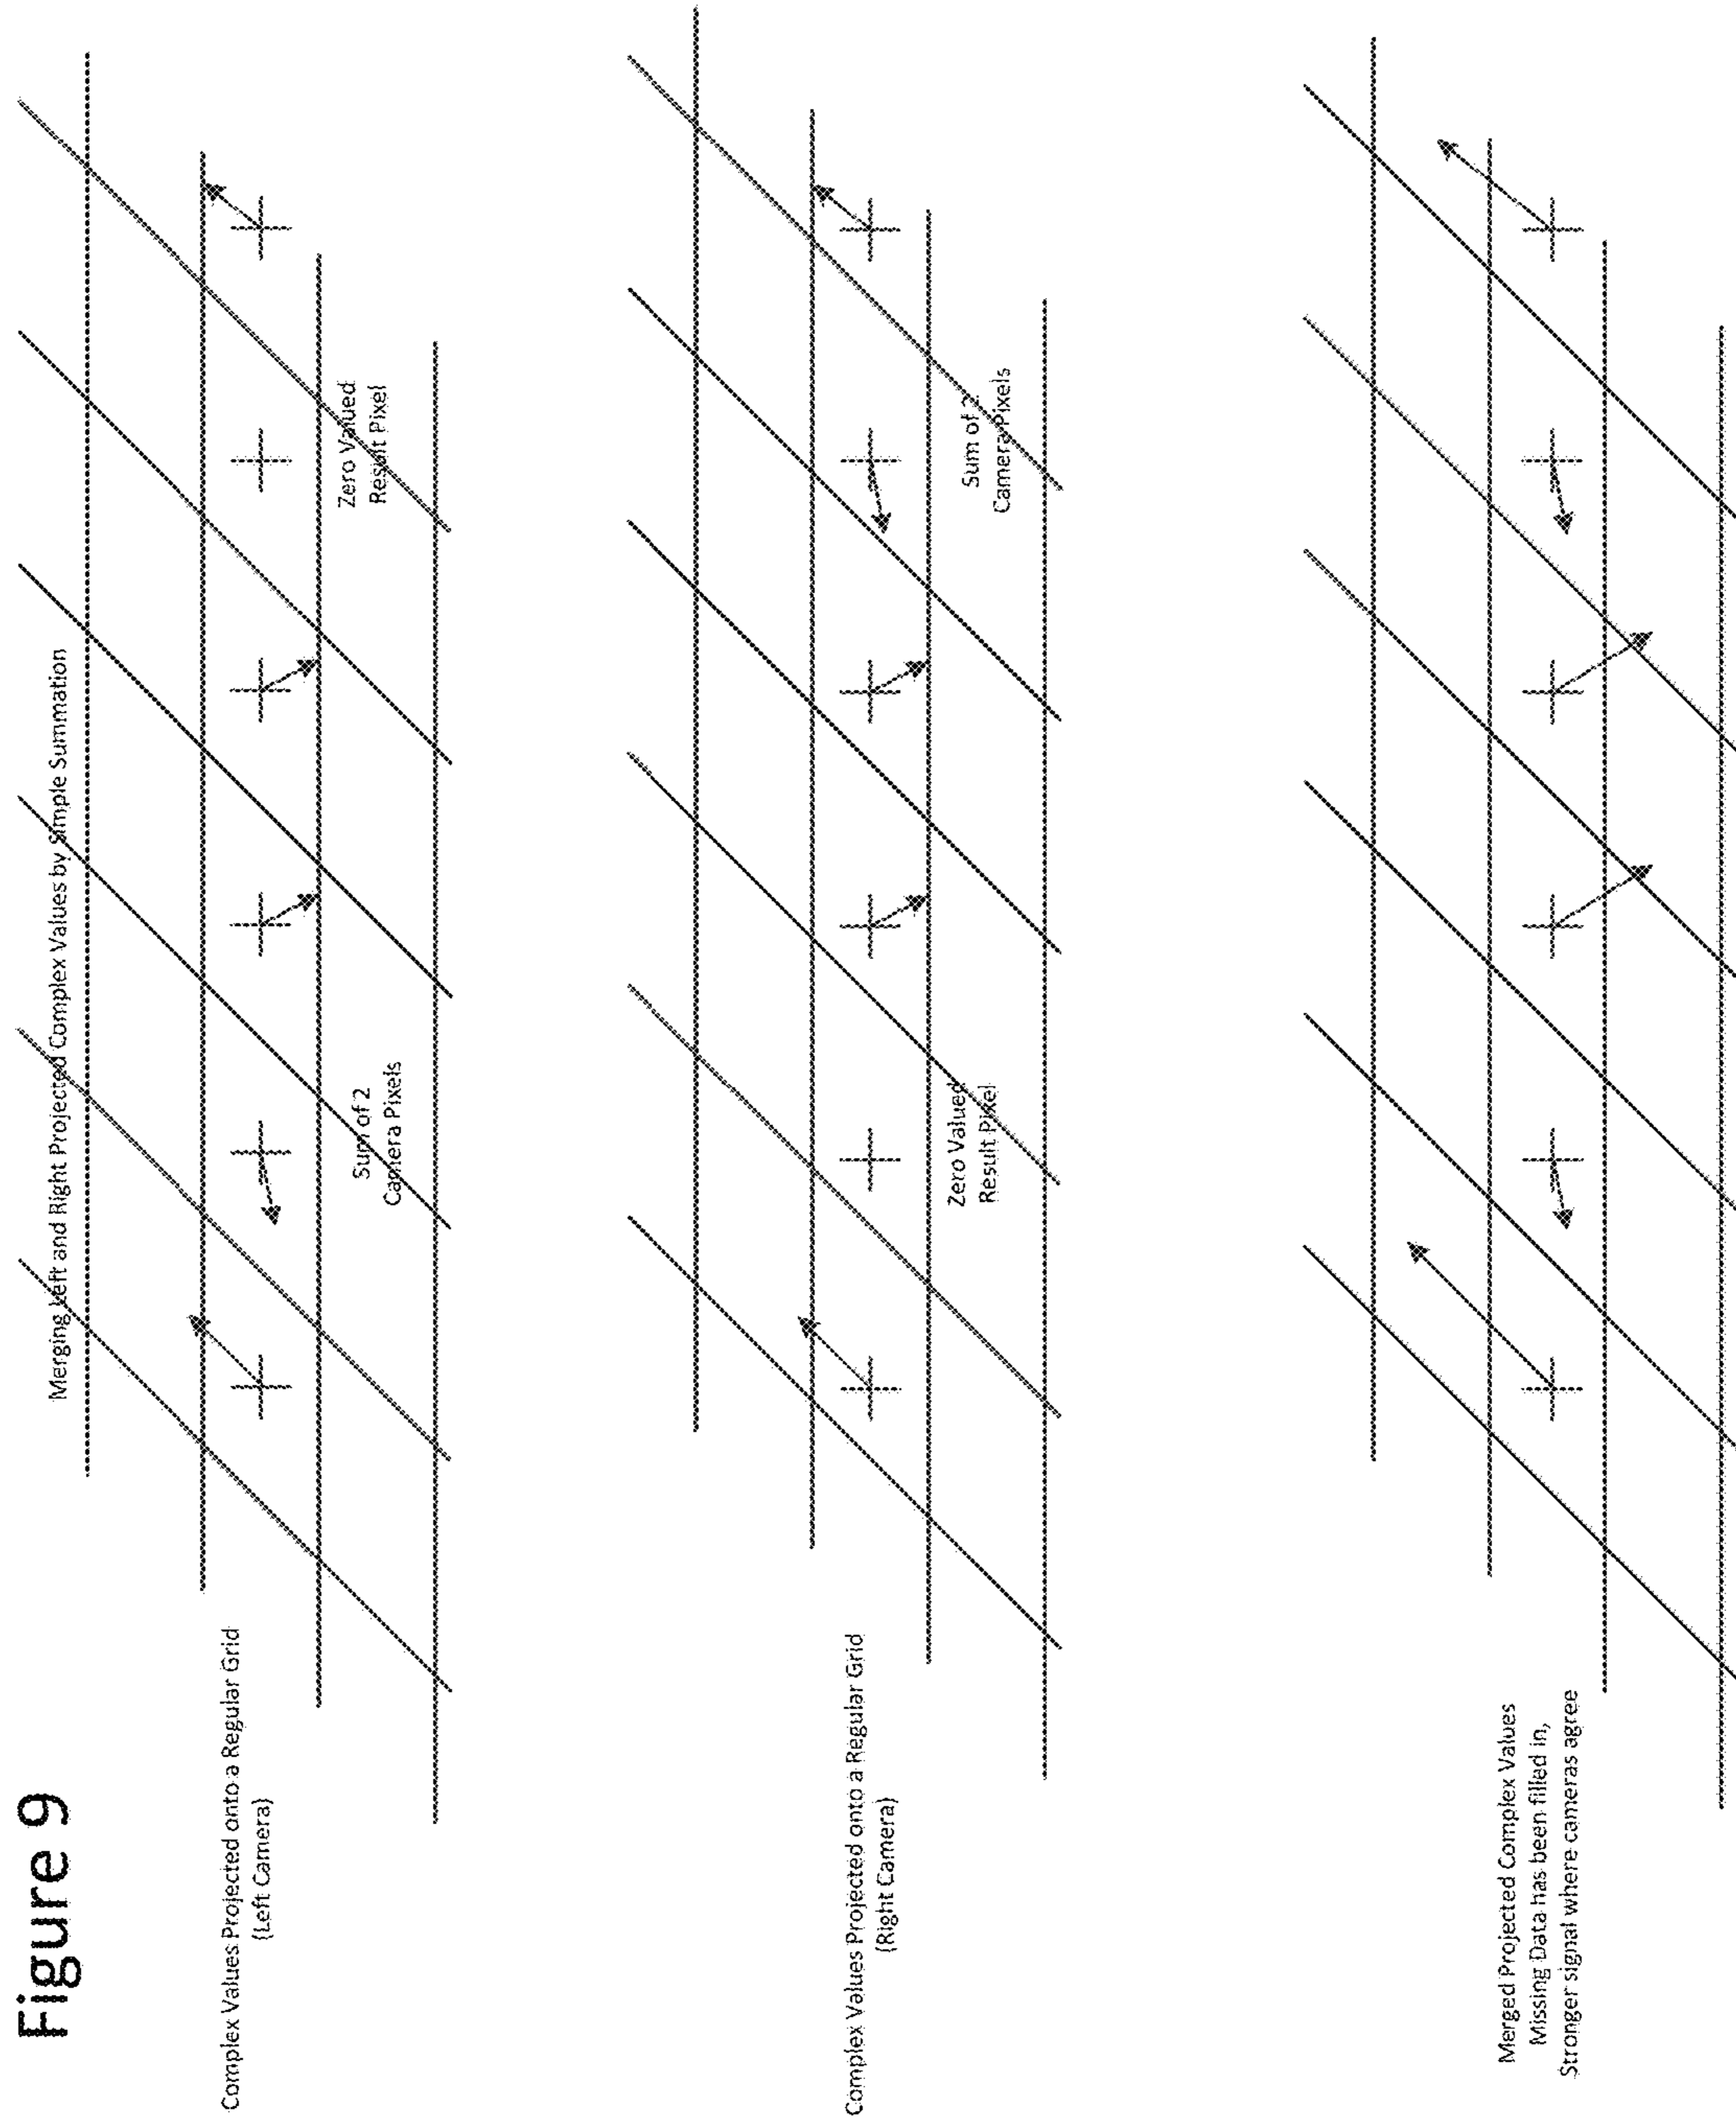 Figure 9
Merging Left and Right Projected Complex Values by Simple Summation
Complex Values Projected onto a Regular Grid
(Left Camera)
Sum of 2
Camera Pixels
Zero Valued
Result Pixel
Complex Values Projected onto a Regular Grid
(Right Camera)
Zero Valued
Result Pixel
Sum of 2
Camera Pixels
Merged Projected Complex Values
Missing Data has been filled in,
Stronger signal where cameras agree